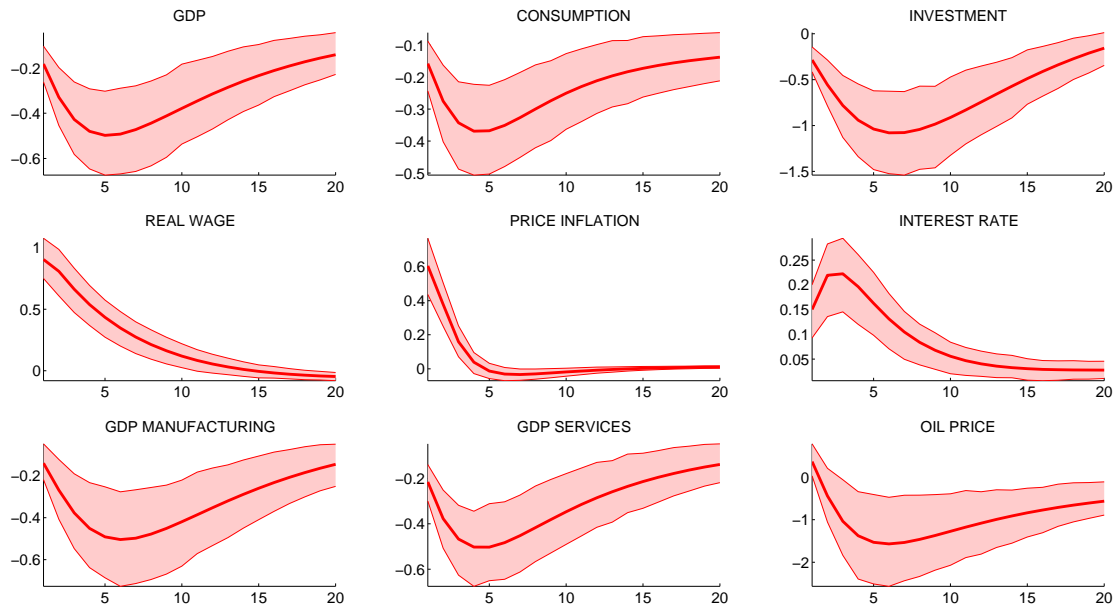 GDP
−0.2
−0.4
−0.6
5 10 15 20
CONSUMPTION
−0.1
−0.2
−0.3
−0.4
−0.5
5 10 15 20
INVESTMENT
0
−0.5
−1
−1.5
5 10 15 20
REAL WAGE
1
0.5
0
5 10 15 20
PRICE INFLATION
0.6
0.4
0.2
0
5 10 15 20
INTEREST RATE
0.25
0.2
0.15
0.1
0.05
5 10 15 20
GDP MANUFACTURING
−0.2
−0.4
−0.6
5 10 15 20
GDP SERVICES
−0.2
−0.4
−0.6
5 10 15 20
OIL PRICE
0
−1
−2
5 10 15 20